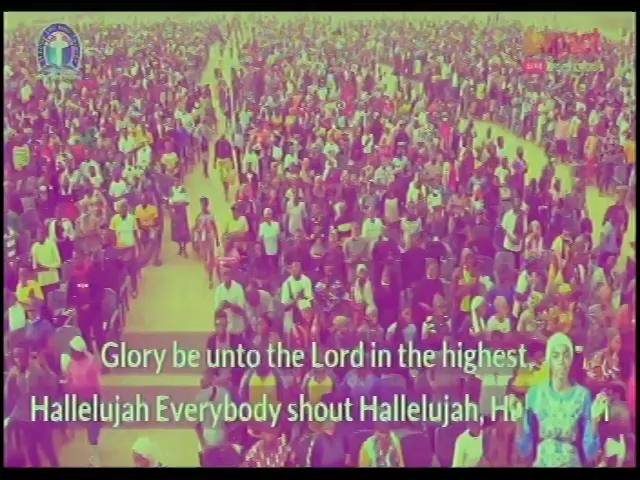 Glory be unto the Lord in the highest,
Hallelujah Everybody shout Hallelujah,